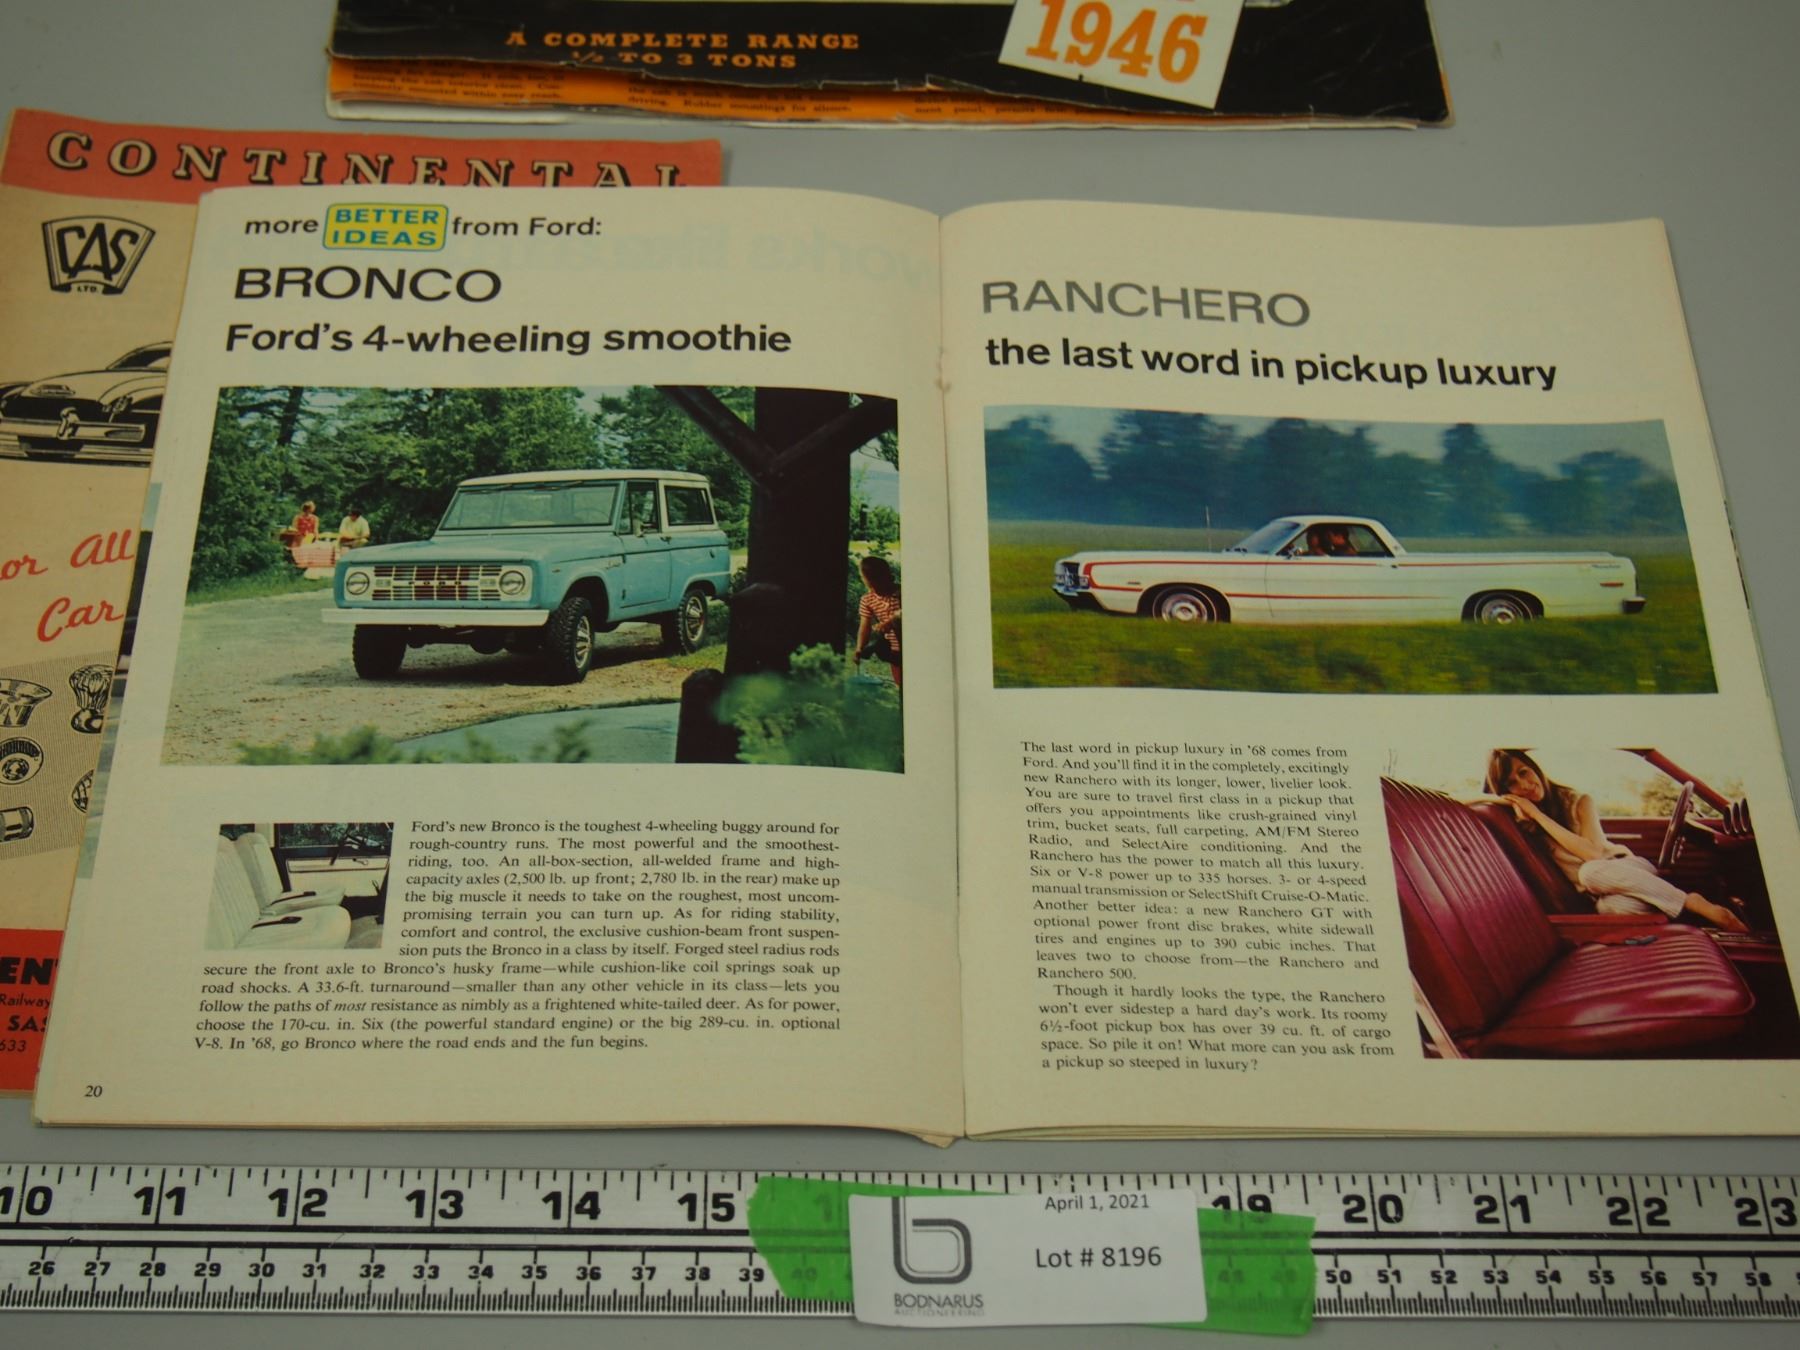 A COMPLETE RANGE
½ TO 3 TONS
1946
CONTINENTAL
CAS
LTD.
or All
Car
EN
Railway
SAS
633
more BETTER IDEAS from Ford:
BRONCO
Ford's 4-wheeling smoothie
FORD
Ford's new Bronco is the toughest 4-wheeling buggy around for
rough-country runs. The most powerful and the smoothest-
riding, too. An all-box-section, all-welded frame and high-
capacity axles (2,500 lb. up front; 2,780 lb. in the rear) make up
the big muscle it needs to take on the roughest, most uncom-
promising terrain you can turn up. As for riding stability,
comfort and control, the exclusive cushion-beam front suspen-
sion puts the Bronco in a class by itself. Forged steel radius rods
secure the front axle to Bronco's husky frame—while cushion-like coil springs soak up
road shocks. A 33.6-ft. turnaround—smaller than any other vehicle in its class—lets you
follow the paths of most resistance as nimbly as a frightened white-tailed deer. As for power,
choose the 170-cu. in. Six (the powerful standard engine) or the big 289-cu. in. optional
V-8. In '68, go Bronco where the road ends and the fun begins.
20
RANCHERO
the last word in pickup luxury
The last word in pickup luxury in '68 comes from
Ford. And you'll find it in the completely, excitingly
new Ranchero with its longer, lower, livelier look.
You are sure to travel first class in a pickup that
offers you appointments like crush-grained vinyl
trim, bucket seats, full carpeting, AM/FM Stereo
Radio, and SelectAire conditioning. And the
Ranchero has the power to match all this luxury.
Six or V-8 power up to 335 horses. 3- or 4-speed
manual transmission or SelectShift Cruise-O-Matic.
Another better idea: a new Ranchero GT with
optional power front disc brakes, white sidewall
tires and engines up to 390 cubic inches. That
leaves two to choose from—the Ranchero and
Ranchero 500.
Though it hardly looks the type, the Ranchero
won't ever sidestep a hard day's work. Its roomy
6½-foot pickup box has over 39 cu. ft. of cargo
space. So pile it on! What more can you ask from
a pickup so steeped in luxury?
10 11 12 13 14 15 19 20 21 22 23
26 27 28 29 30 31 32 33 34 35 36 37 38 39 40 48 49 50 51 52 53 54 55 56 57 58
April 1, 2021
Lot # 8196
BODNARUS
AUCTIONEERING